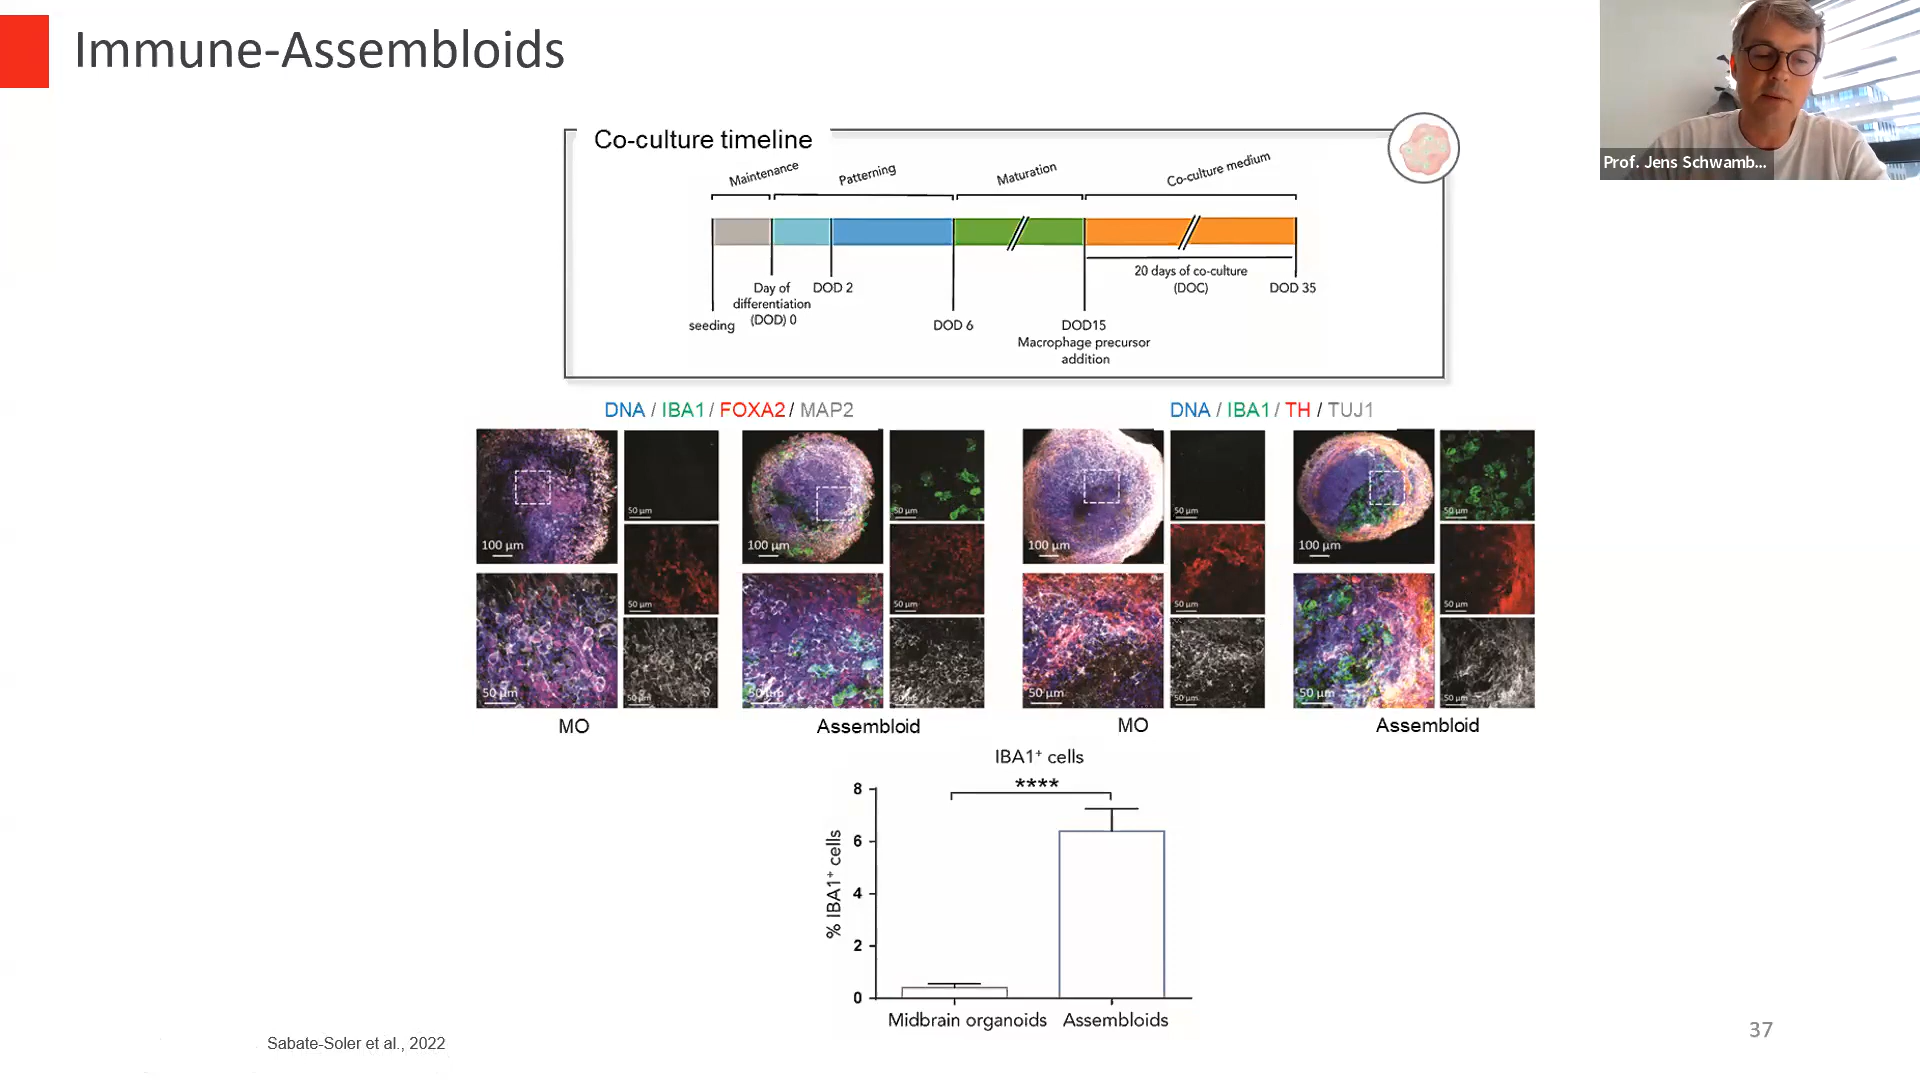 Immune-Assembloids
Prof. Jens Schwamb...
Co-culture timeline
Maintenance
Patterning
Maturation
Co-culture medium
seeding
Day of
differentiation
(DOD) 0
DOD 2
DOD 6
DOD15
Macrophage precursor
addition
20 days of co-culture
(DOC)
DOD 35
DNA / IBA1 / FOXA2 / MAP2
DNA / IBA1 / TH / TUJ1
100 µm
50 µm
50 µm
50 µm
50 µm
100 µm
50 µm
50 µm
50 µm
50 µm
100 µm
50 µm
50 µm
50 µm
50 µm
100 µm
50 µm
50 µm
50 µm
50 µm
MO
Assembloid
MO
Assembloid
IBA1⁺ cells
****
% IBA1⁺ cells
8
6
4
2
0
Midbrain organoids
Assembloids
Sabate-Soler et al., 2022
37